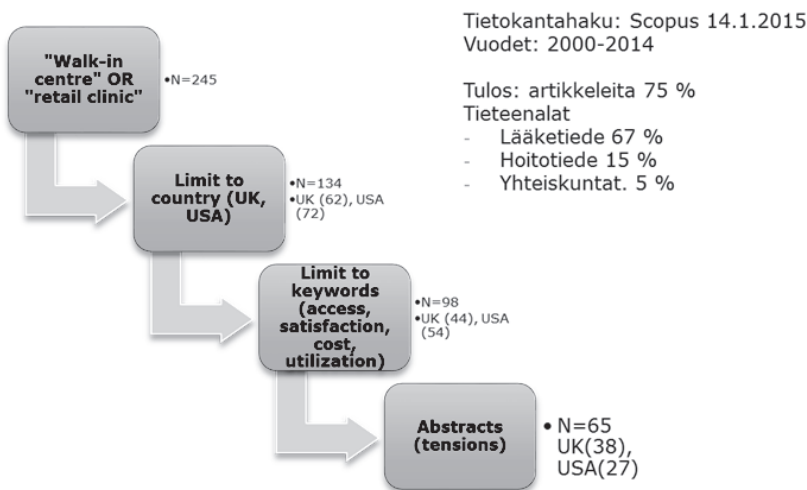 Tietokantahaku: Scopus 14.1.2015
Vuodet: 2000-2014
Tulos: artikkeleita 75 %
Tieteenalat
- Lääketiede 67 %
- Hoitotiede 15 %
- Yhteiskuntat. 5 %
"Walk-in
centre" OR
"retail clinic"
•N=245
Limit to
country (UK,
USA)
•N=134
•UK (62), USA
(72)
Limit to
keywords
(access,
satisfaction,
cost,
utilization)
•N=98
•UK (44), USA
(54)
Abstracts
(tensions)
• N=65
UK(38),
USA(27)